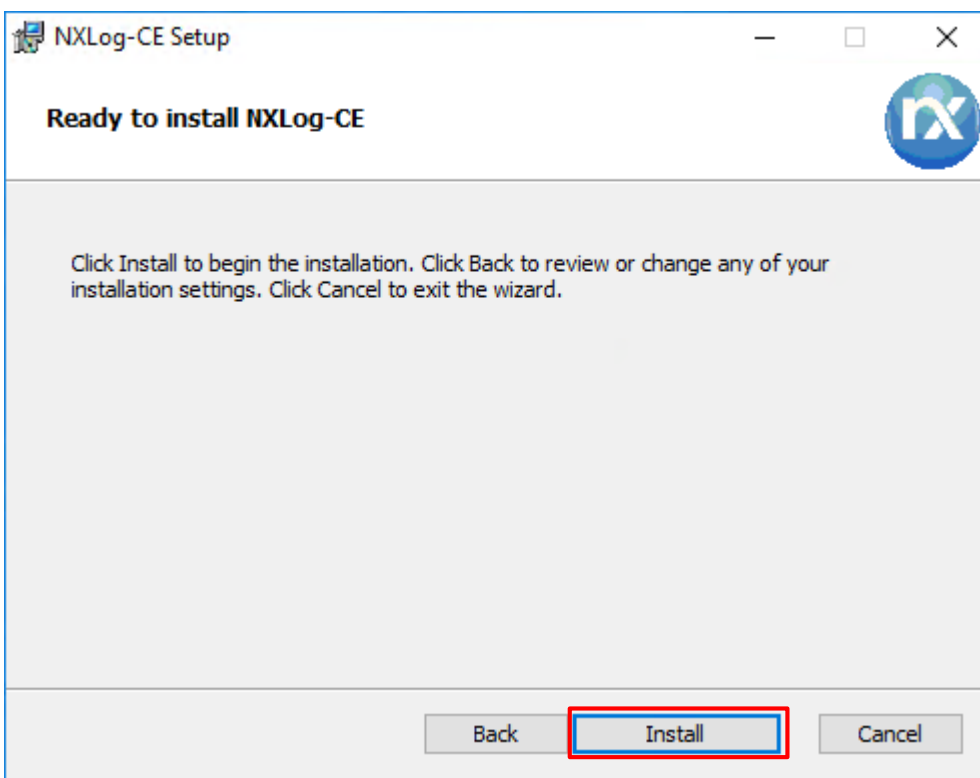 NXLog-CE Setup
Ready to install NXLog-CE
nx
Click Install to begin the installation. Click Back to review or change any of your
installation settings. Click Cancel to exit the wizard.
Back
Install
Cancel